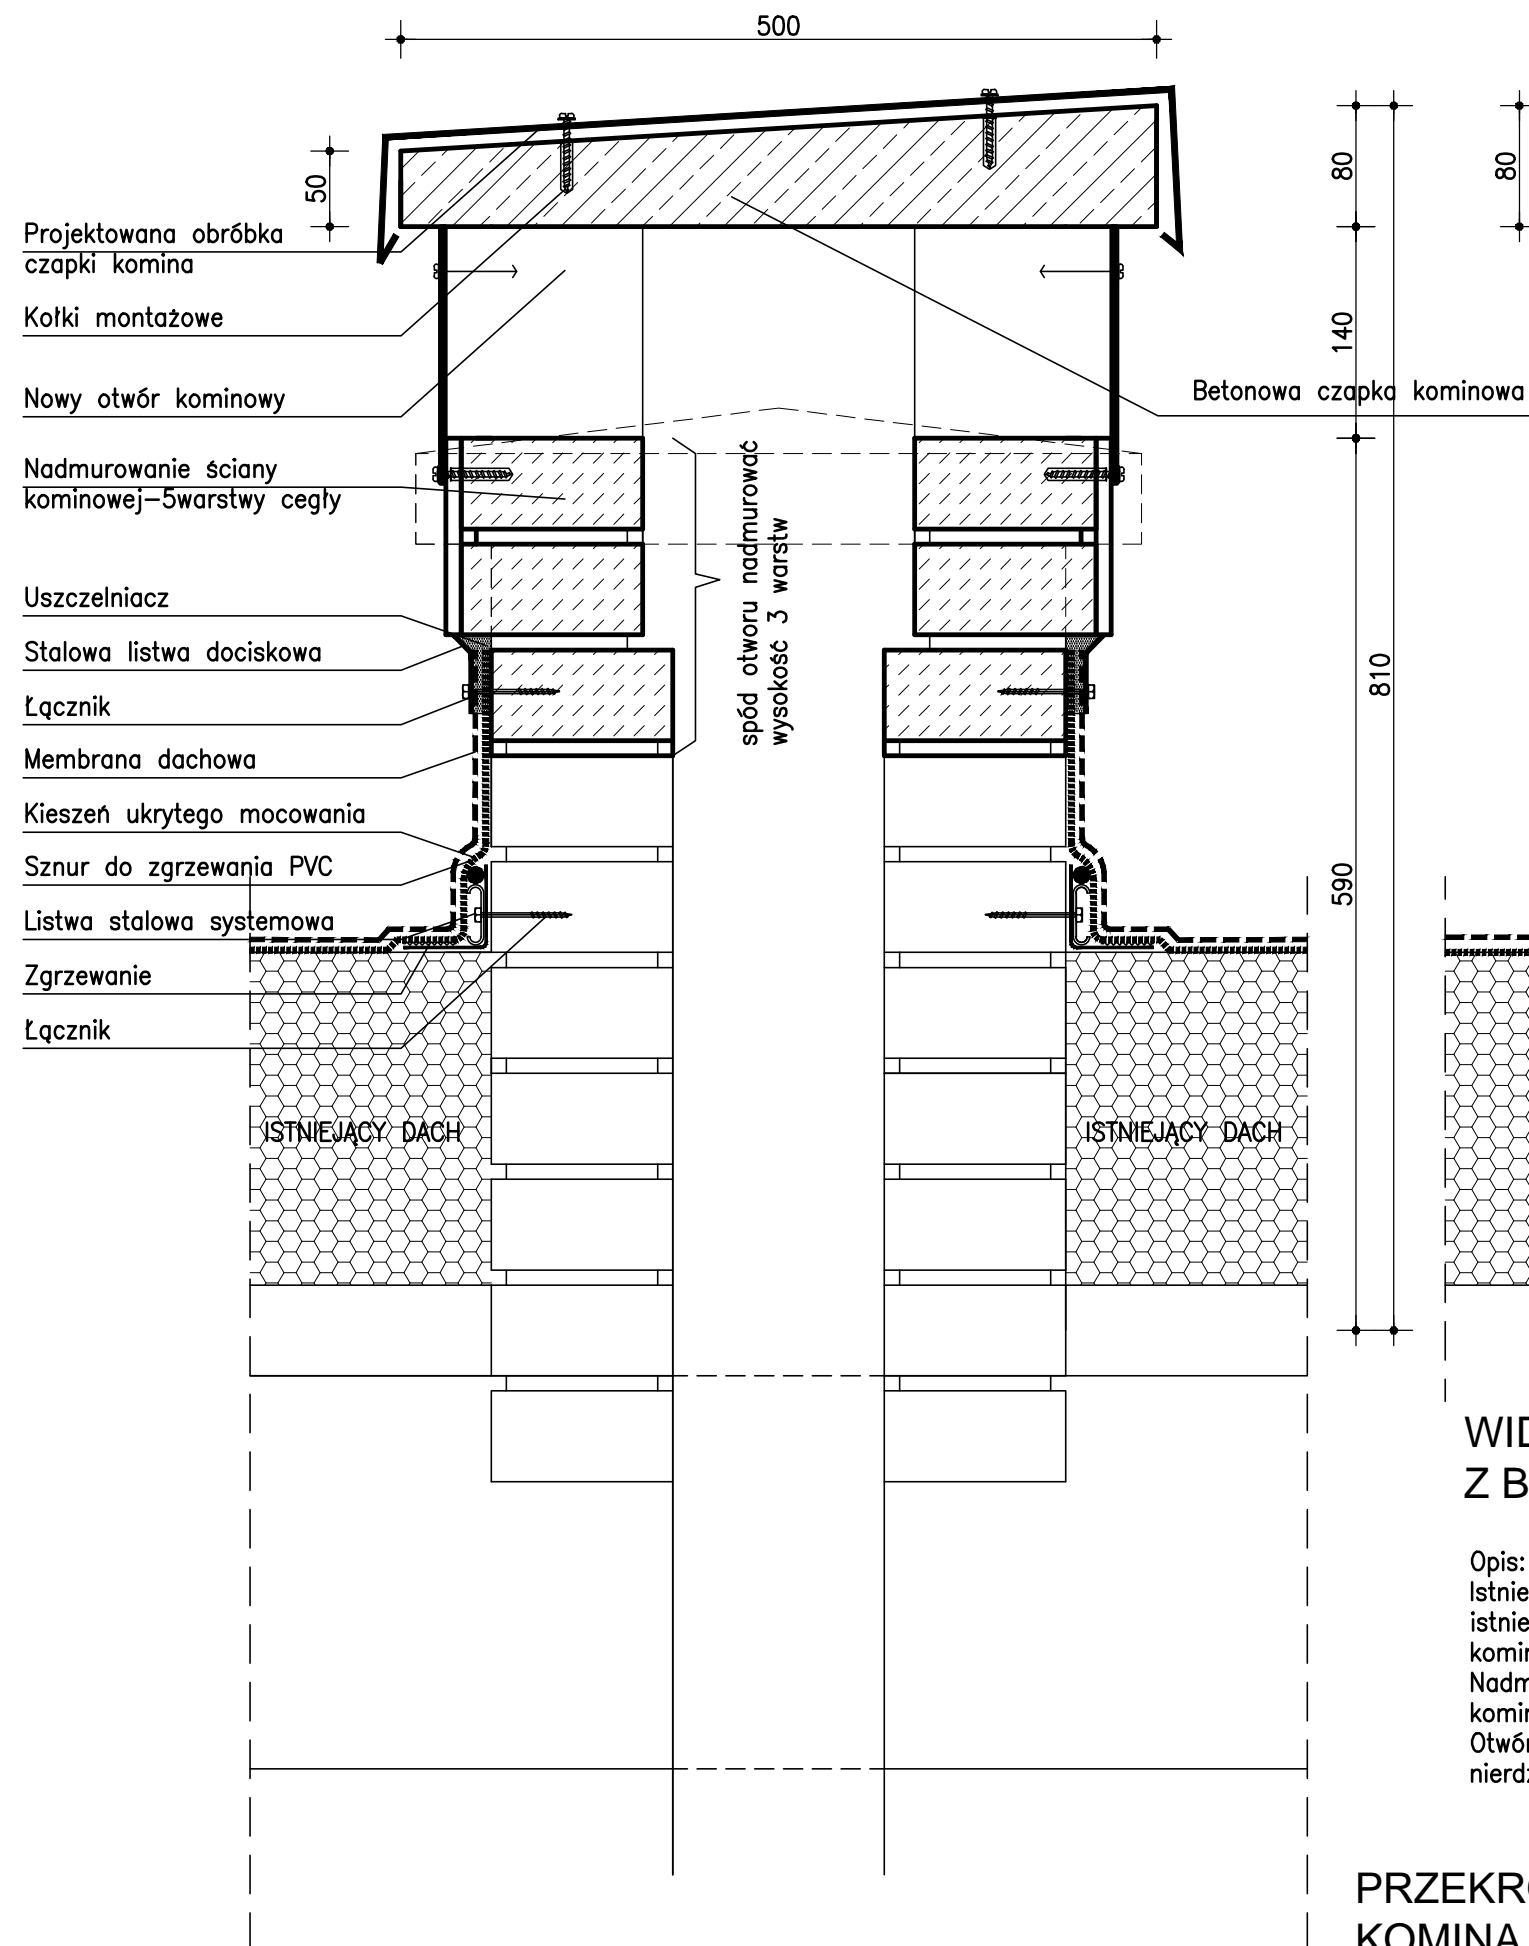 500
50
80
80
Projektowana obróbka
czapki komina
Kołki montażowe
140
Betonowa czapka kominowa
Nowy otwór kominowy
Nadmurowanie ściany
kominowej-5warstwy cegły
spód otworu nadmurować
wysokość 3 warstw
Uszczelniacz
Stalowa listwa dociskowa
810
Łącznik
Membrana dachowa
Kieszeń ukrytego mocowania
Sznur do zgrzewania PVC
590
Listwa stalowa systemowa
Zgrzewanie
Łącznik
ISTNIEJĄCY DACH
ISTNIEJĄCY DACH
Z B
Opis: